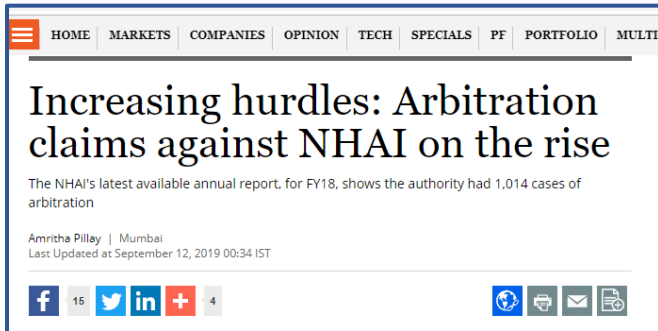 HOME MARKETS COMPANIES OPINION TECH SPECIALS PF PORTFOLIO MULTI
Increasing hurdles: Arbitration
claims against NHAI on the rise
The NHAI's latest available annual report, for FY18, shows the authority had 1,014 cases of
arbitration
Amritha Pillay | Mumbai
Last Updated at September 12, 2019 00:34 IST
f 15 in + 4